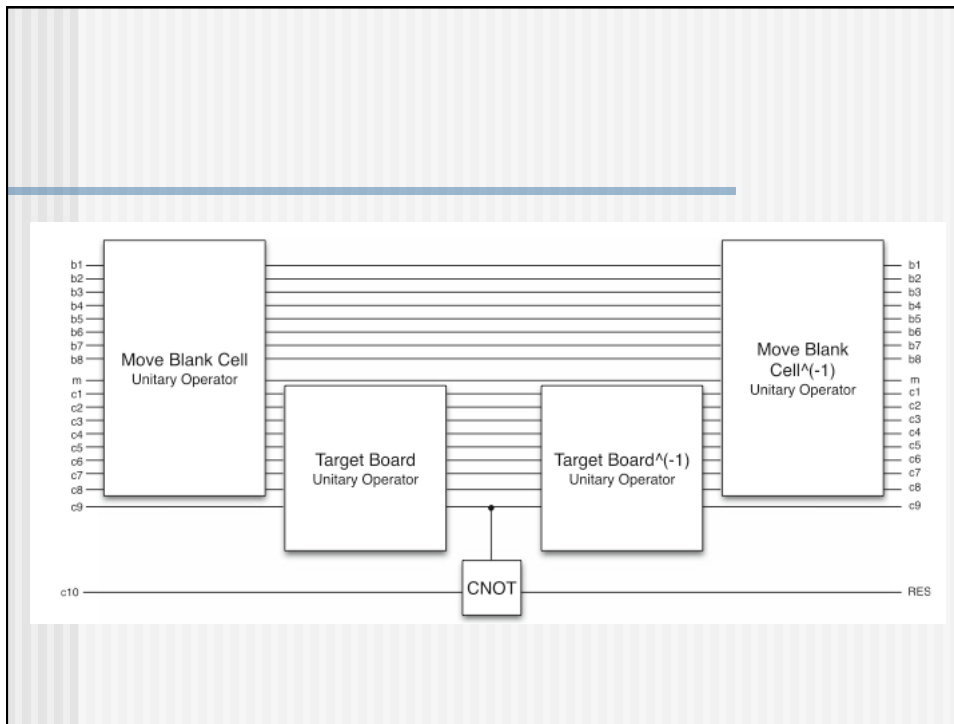 b1
b2
b3
b4
b5
b6
b7
b8
m
c1
c2
c3
c4
c5
c6
c7
c8
c9
c10
Move Blank Cell
Unitary Operator
Target Board
Unitary Operator
CNOT
Target Board^(-1)
Unitary Operator
Move Blank
Cell^(-1)
Unitary Operator
b1
b2
b3
b4
b5
b6
b7
b8
m
c1
c2
c3
c4
c5
c6
c7
c8
c9
RES